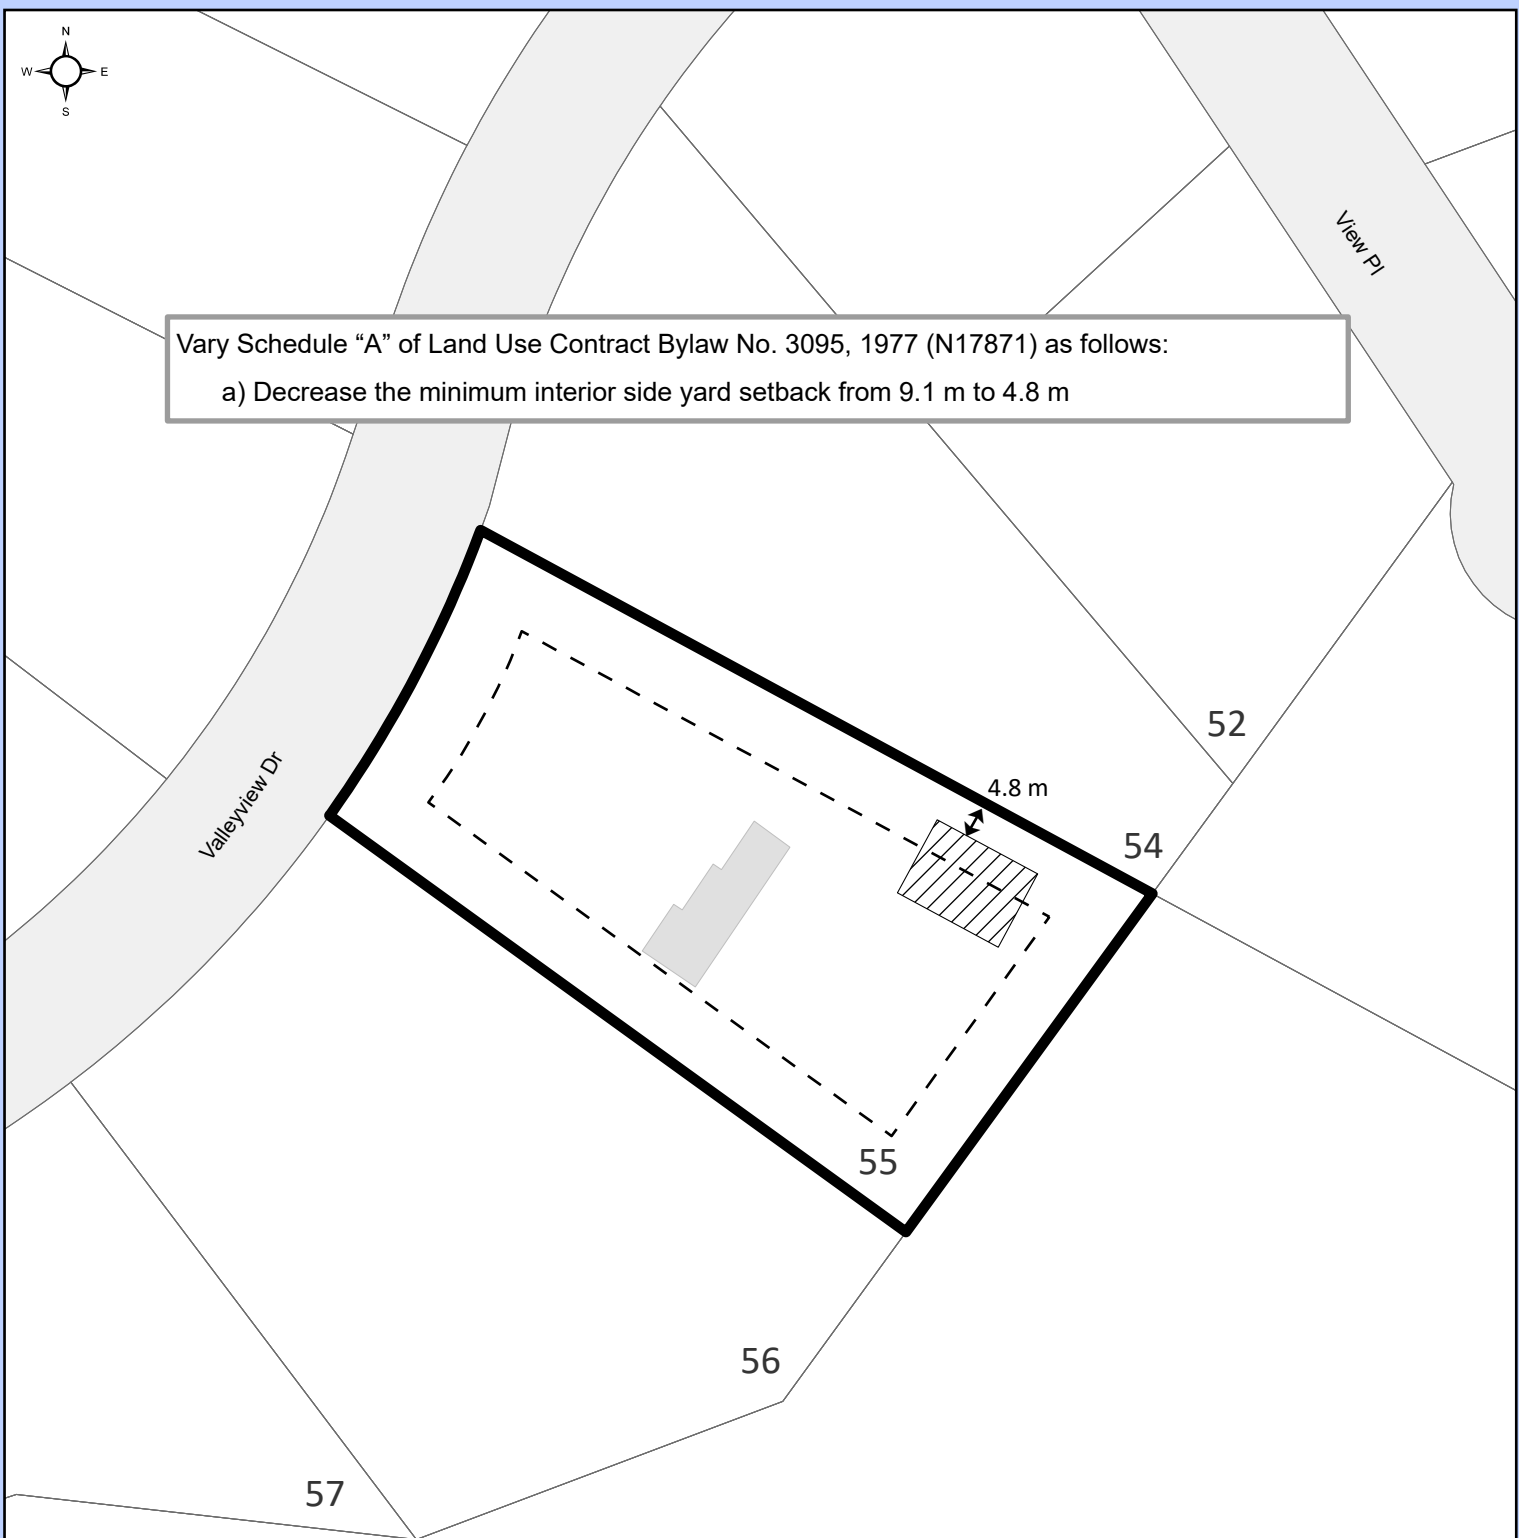 N
W E
S
View Pl
Vary Schedule “A” of Land Use Contract Bylaw No. 3095, 1977 (N17871) as follows:
a) Decrease the minimum interior side yard setback from 9.1 m to 4.8 m
52
4.8 m
54
Valleyview Dr
55
56
57